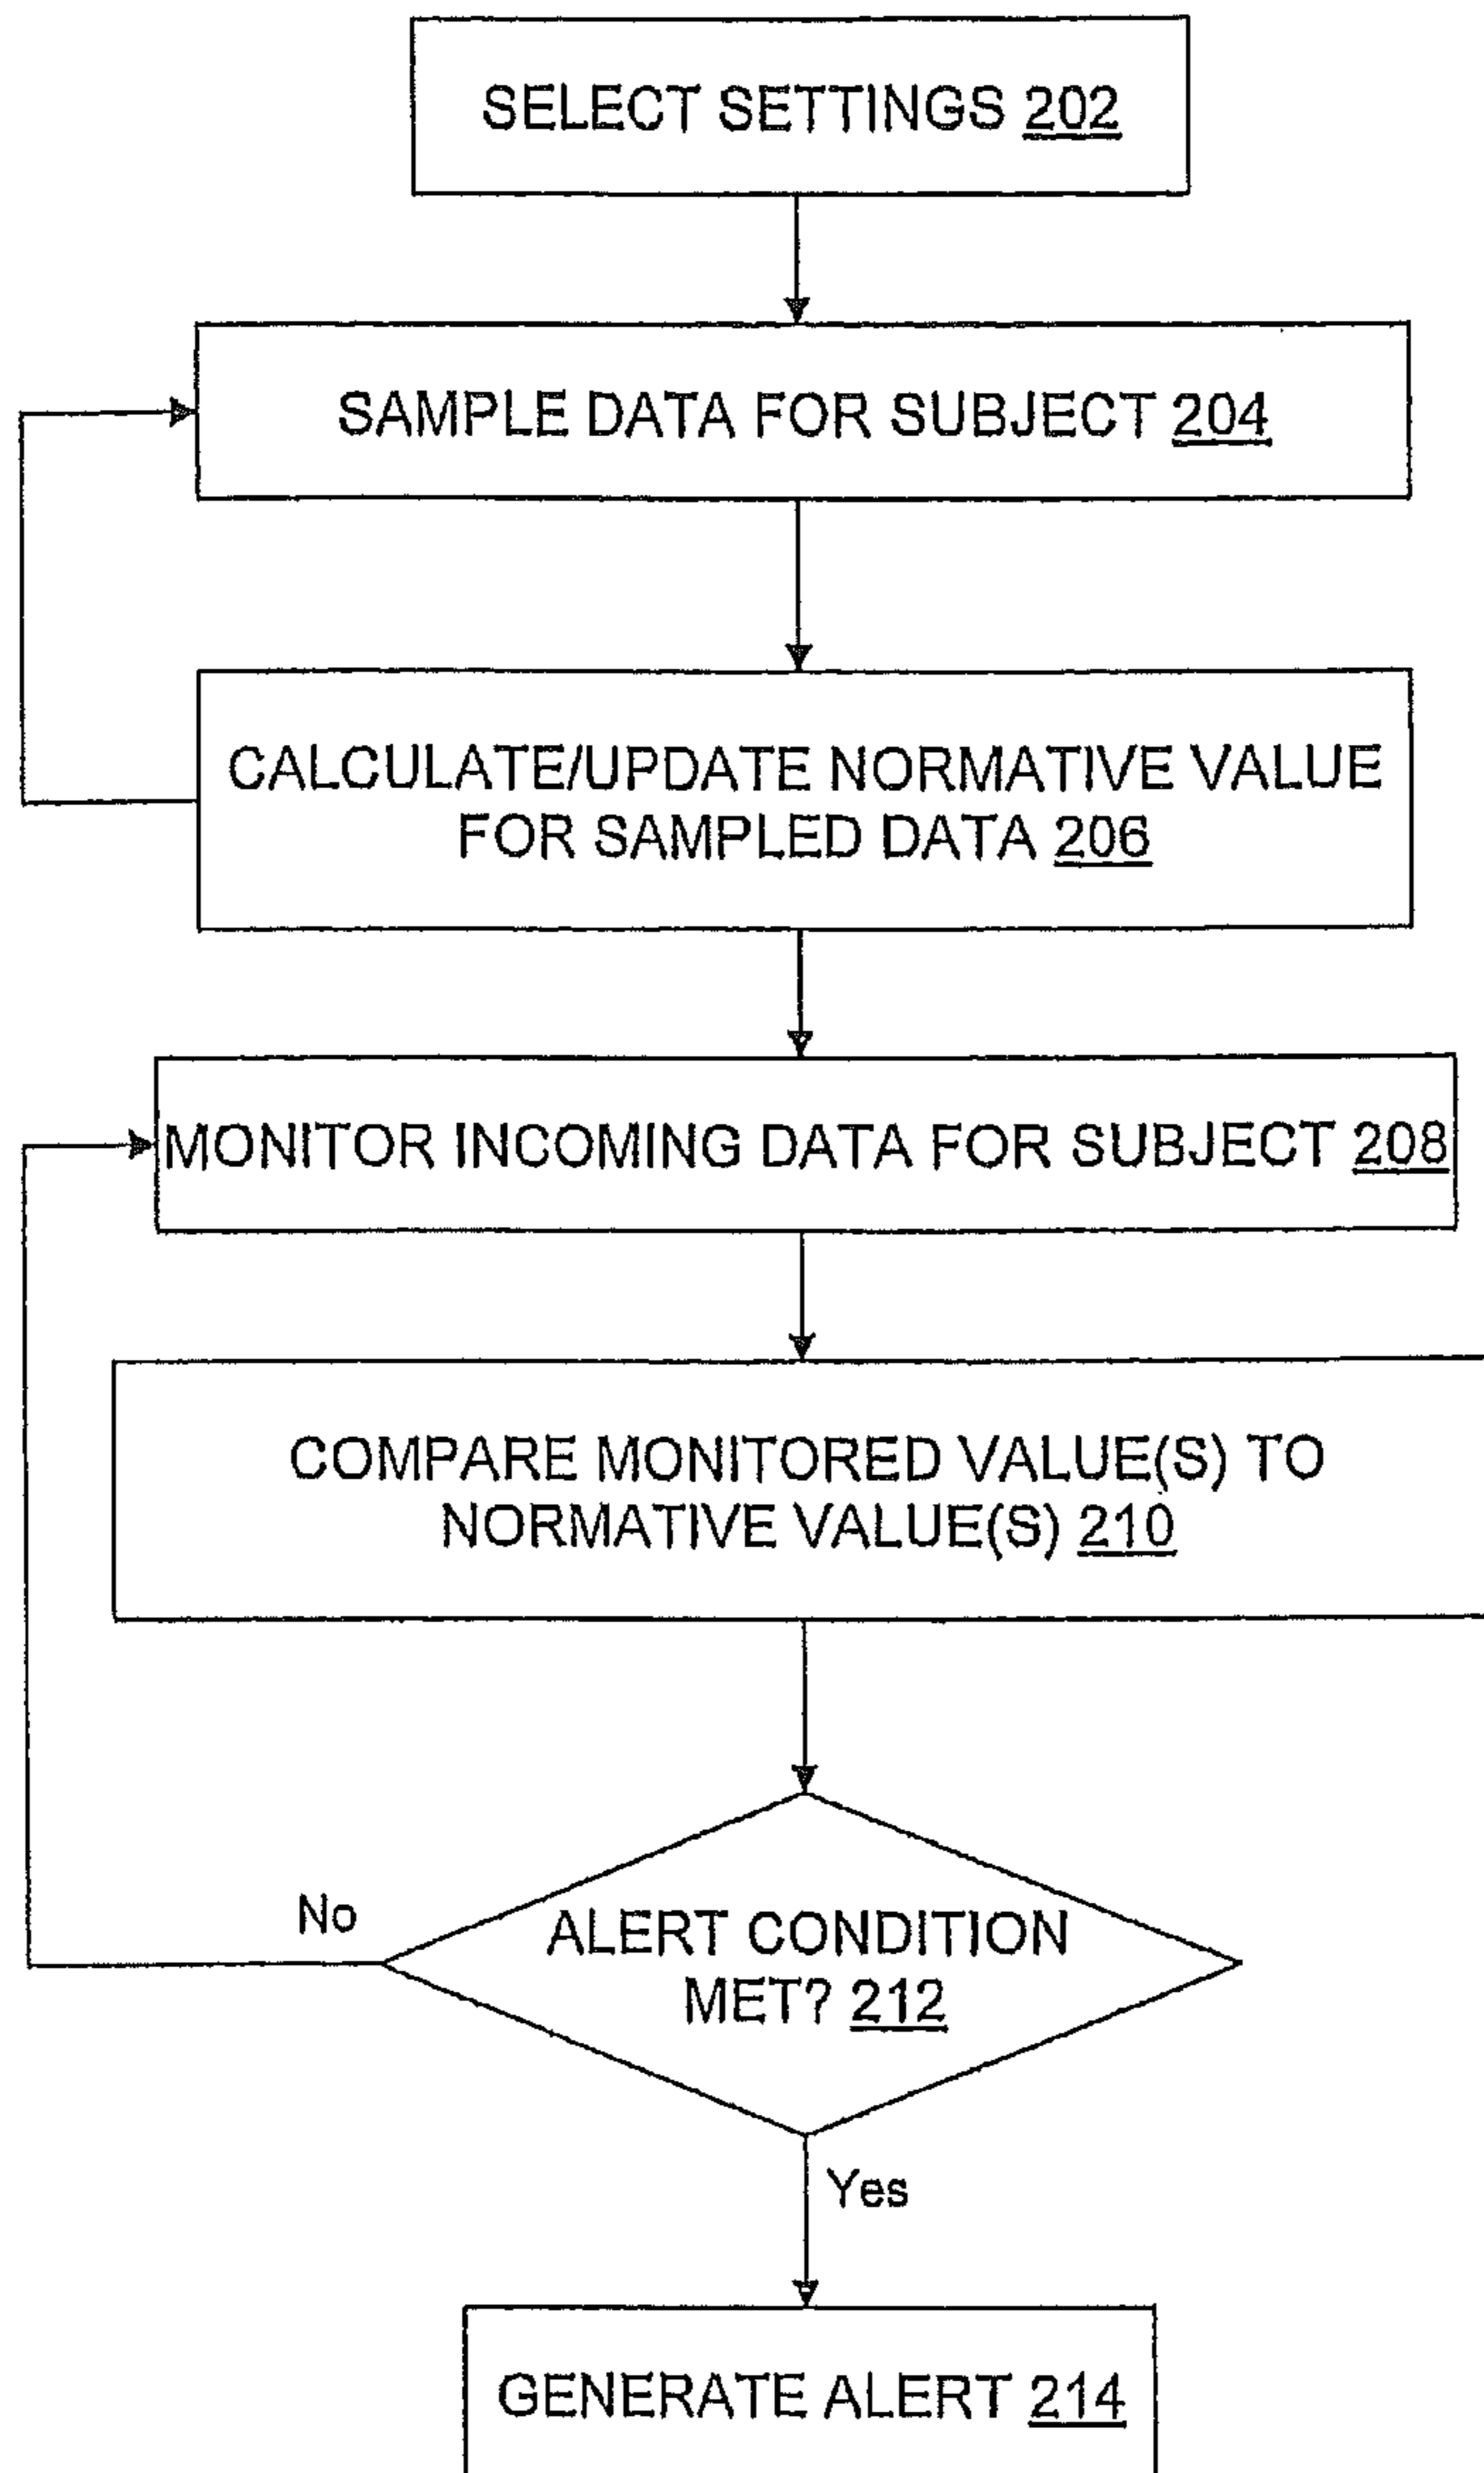 SELECT SETTINGS 202
SAMPLE DATA FOR SUBJECT 204
CALCULATE/UPDATE NORMATIVE VALUE
FOR SAMPLED DATA 206
MONITOR INCOMING DATA FOR SUBJECT 208
COMPARE MONITORED VALUE(S) TO
NORMATIVE VALUE(S) 210
No
ALERT CONDITION
MET? 212
Yes
GENERATE ALERT 214